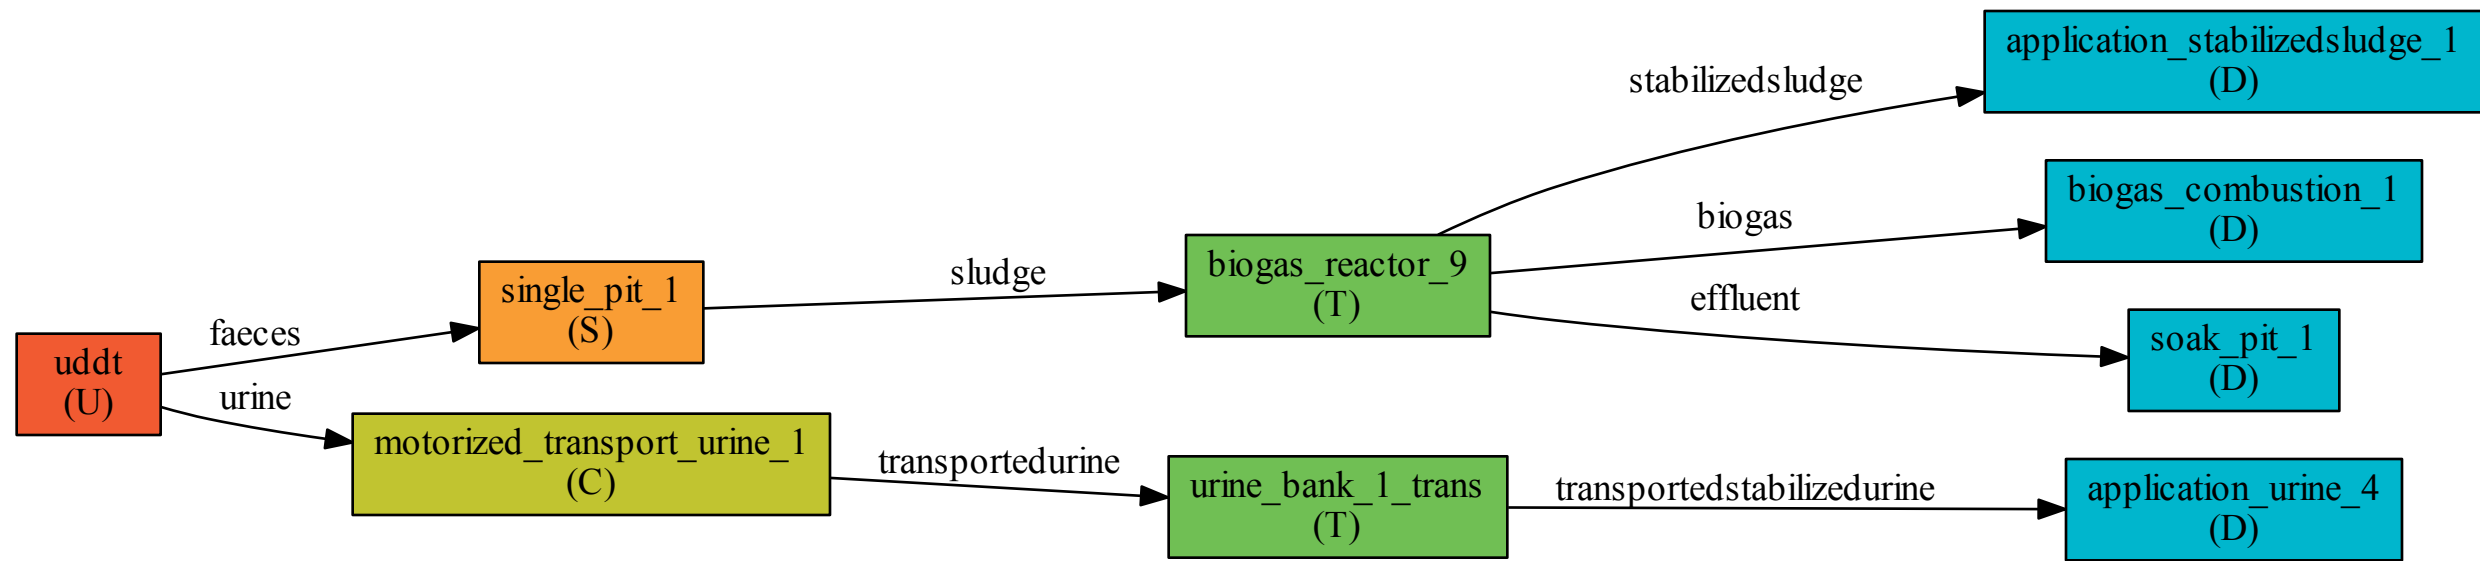 uddt
(U)
faeces
urine
single_pit_1
(S)
motorized_transport_urine_1
(C)
sludge
transportedurine
biogas_reactor_9
(T)
urine_bank_1_trans
(T)
stabilizedsludge
biogas
effluent
transportedstabilizedurine
application_stabilizedsludge_1
(D)
biogas_combustion_1
(D)
soak_pit_1
(D)
application_urine_4
(D)